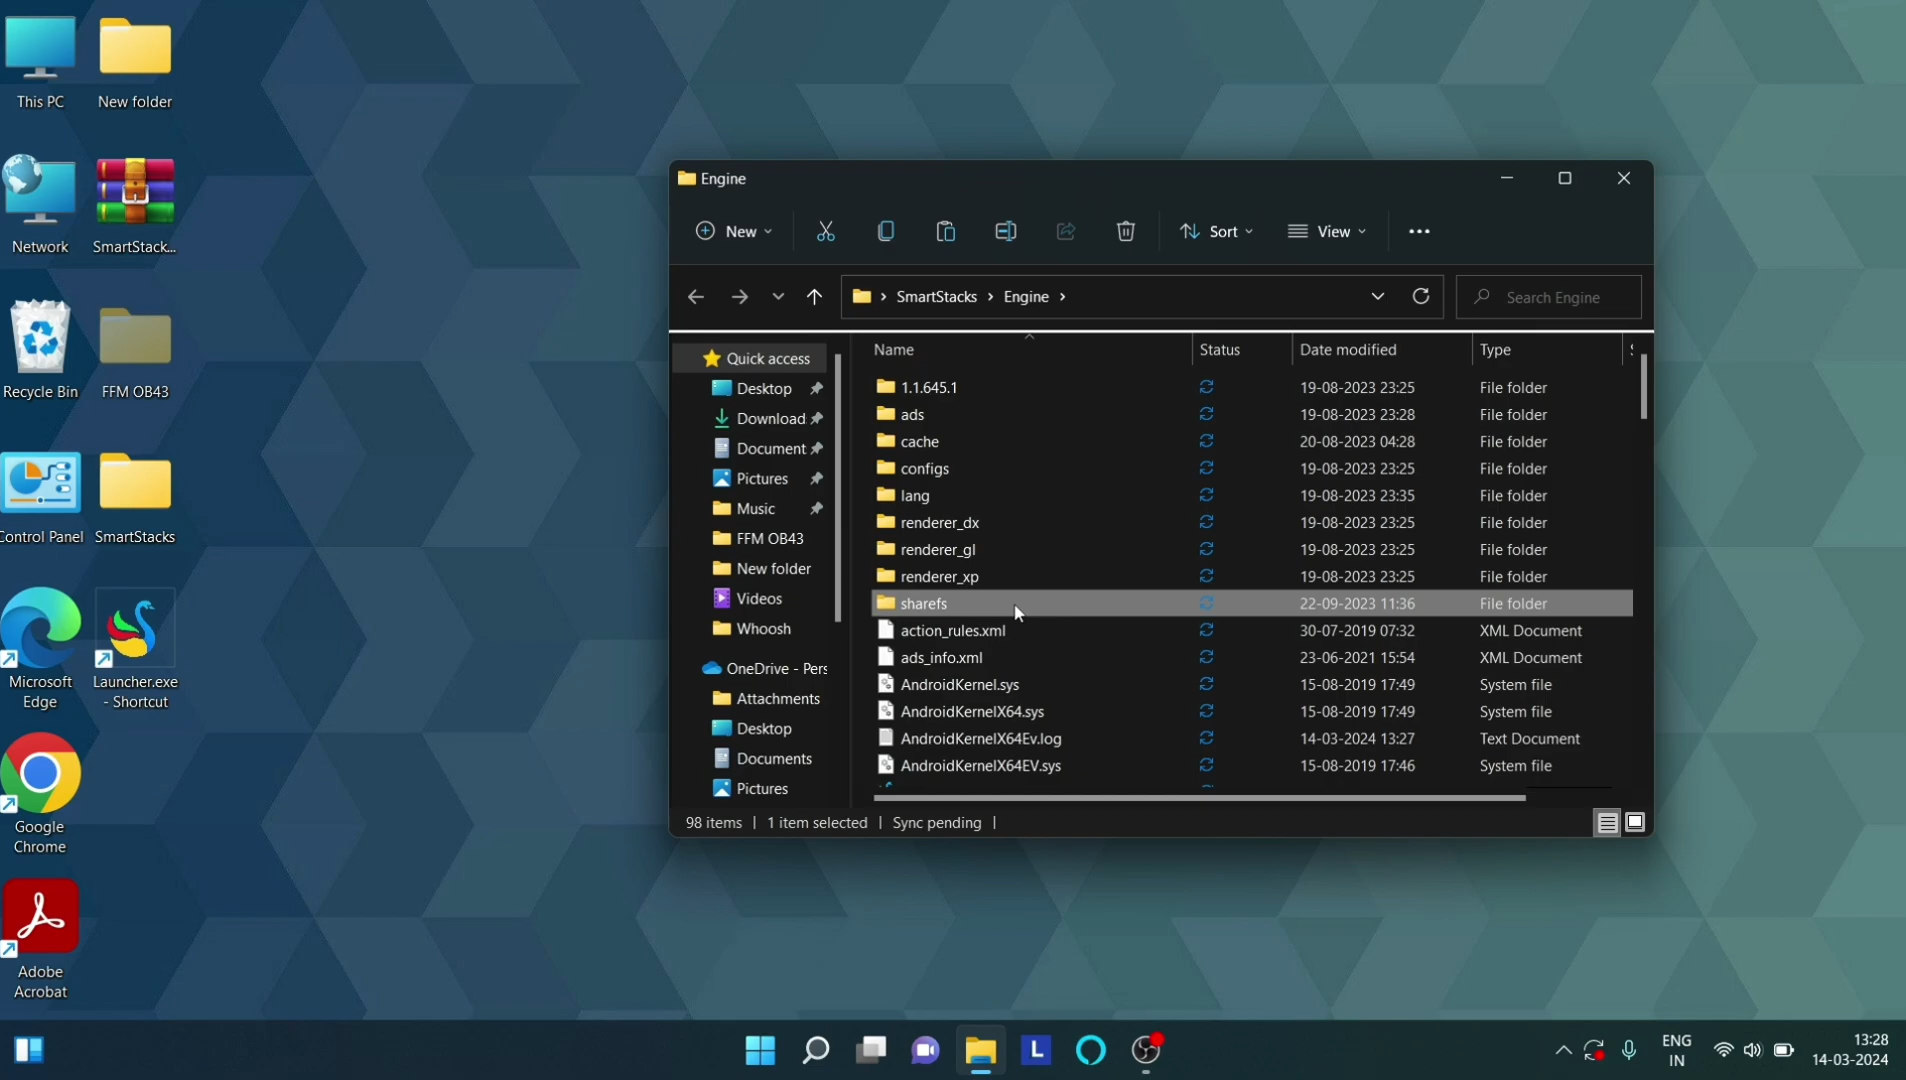 This PC
New folder
Network
SmartStack...
Recycle Bin
FFM OB43
Control Panel
SmartStacks
Microsoft
Edge
Launcher.exe
- Shortcut
Google
Chrome
Adobe
Acrobat
Engine
New
Sort
View
SmartStacks
Engine
Search Engine
Quick access
Desktop
Download
Document
Pictures
Music
FFM OB43
New folder
Videos
Whoosh
OneDrive - Pers
Attachments
Desktop
Documents
Pictures
Name Status Date modified Type
1.1.645.1 19-08-2023 23:25 File folder
ads 19-08-2023 23:28 File folder
cache 20-08-2023 04:28 File folder
configs 19-08-2023 23:25 File folder
lang 19-08-2023 23:35 File folder
renderer_dx 19-08-2023 23:25 File folder
renderer_gl 19-08-2023 23:25 File folder
renderer_xp 19-08-2023 23:25 File folder
sharefs 22-09-2023 11:36 File folder
action_rules.xml 30-07-2019 07:32 XML Document
ads_info.xml 23-06-2021 15:54 XML Document
AndroidKernel.sys 15-08-2019 17:49 System file
AndroidKernelX64.sys 15-08-2019 17:49 System file
AndroidKernelX64Ev.log 14-03-2024 13:27 Text Document
AndroidKernelX64EV.sys 15-08-2019 17:46 System file
98 items | 1 item selected | Sync pending |
L
ENG
IN
13:28
14-03-2024